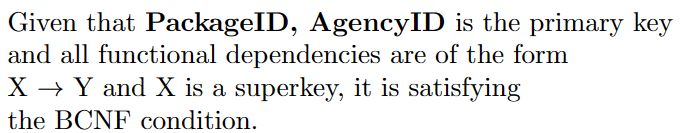 Given that PackageID, AgencyID is the primary key
and all functional dependencies are of the form
X → Y and X is a superkey, it is satisfying
the BCNF condition.